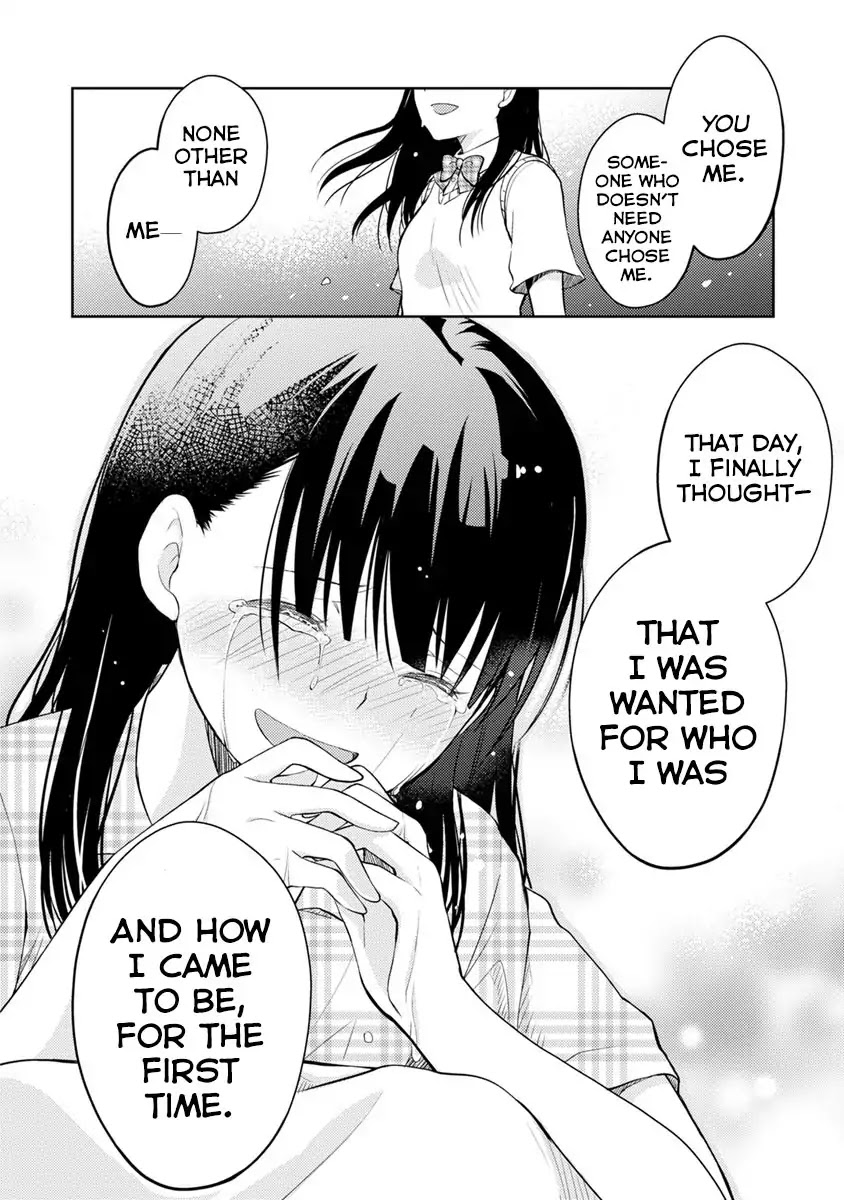 YOU
CHOSE
ME.
SOME-
ONE WHO
DOESN'T
NEED
ANYONE
CHOSE
ME.
NONE
OTHER
THAN
ME—
THAT DAY,
I FINALLY
THOUGHT—
THAT
I WAS
WANTED
FOR WHO
I WAS
AND HOW
I CAME
TO BE,
FOR THE
FIRST
TIME.